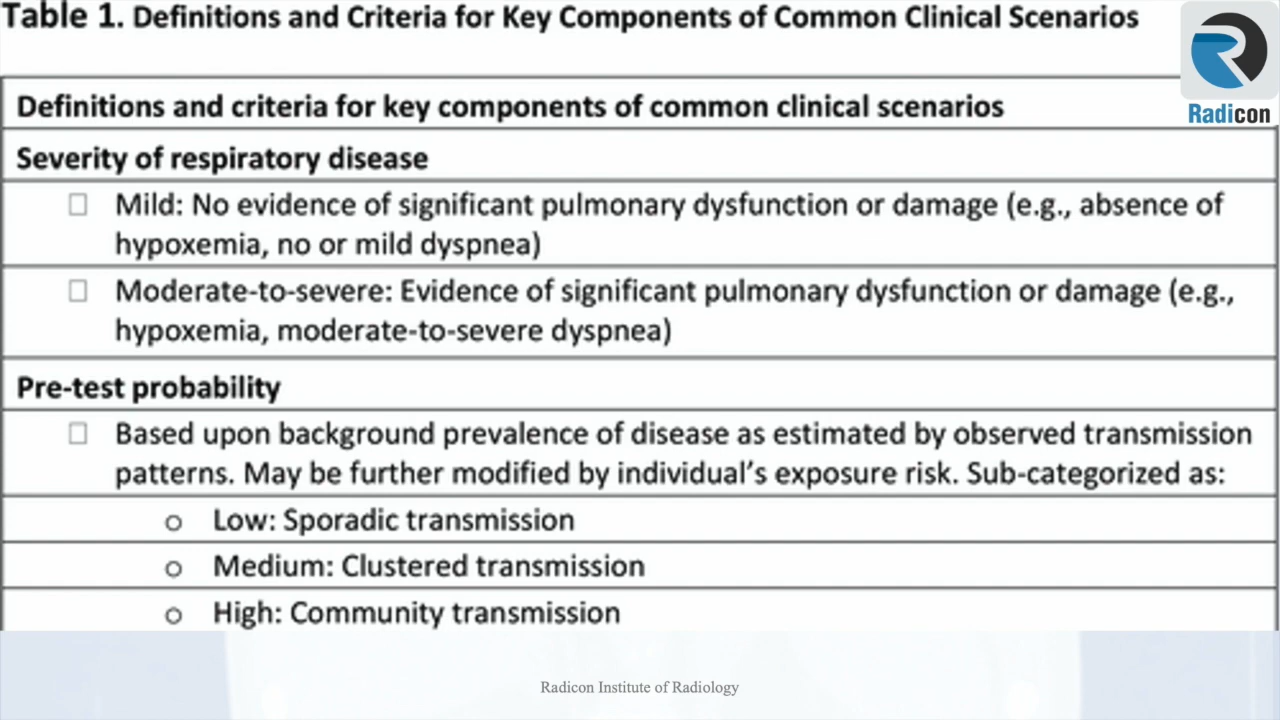 Table 1. Definitions and Criteria for Key Components of Common Clinical Scenarios
Radicon
Definitions and criteria for key components of common clinical scenarios
Severity of respiratory disease
Mild: No evidence of significant pulmonary dysfunction or damage (e.g., absence of
hypoxemia, no or mild dyspnea)
Moderate-to-severe: Evidence of significant pulmonary dysfunction or damage (e.g.,
hypoxemia, moderate-to-severe dyspnea)
Pre-test probability
Based upon background prevalence of disease as estimated by observed transmission
patterns. May be further modified by individual's exposure risk. Sub-categorized as:
o Low: Sporadic transmission
o Medium: Clustered transmission
o High: Community transmission
Radicon Institute of Radiology